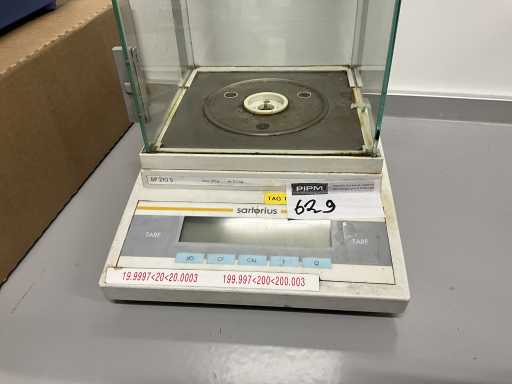 BP 210 S
TAG
PIPM
629
sartorius
TARE
TARE
I/O
CF
CAL
F
19.9997<20<20.0003
199.997<200<200.003